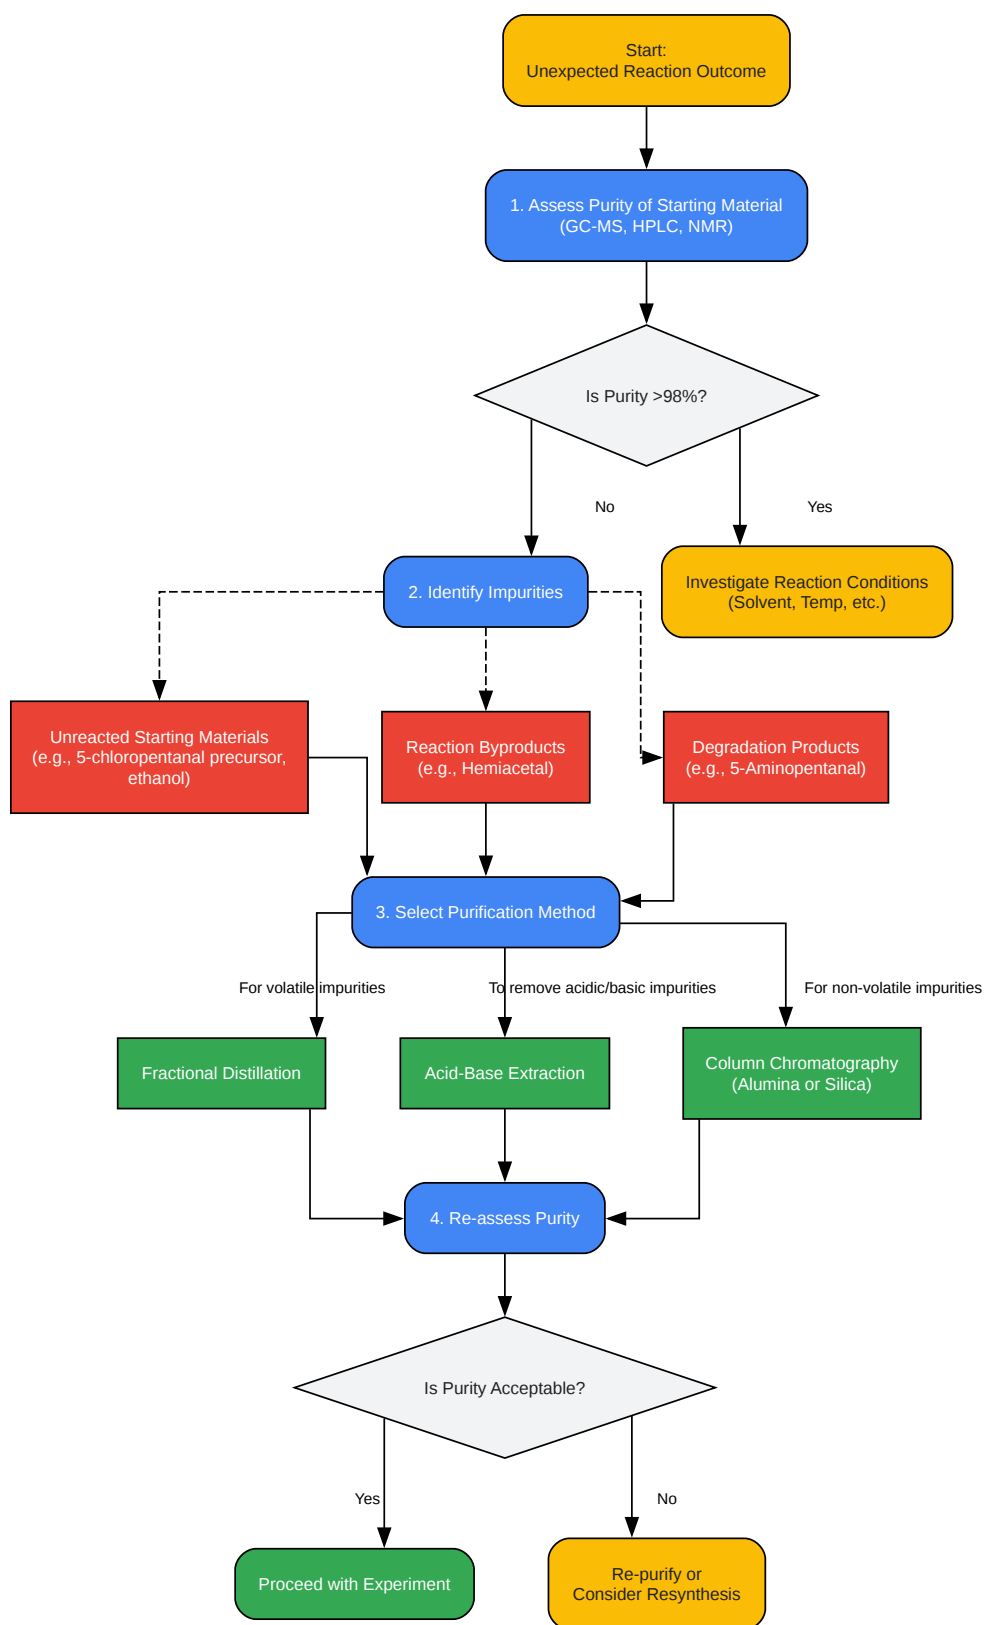 Start:
Unexpected Reaction Outcome
1. Assess Purity of Starting Material
(GC-MS, HPLC, NMR)
Is Purity >98%?
No
Yes
2. Identify Impurities
Investigate Reaction Conditions
(Solvent, Temp, etc.)
Unreacted Starting Materials
(e.g., 5-chloropentanal precursor,
ethanol)
Reaction Byproducts
(e.g., Hemiacetal)
Degradation Products
(e.g., 5-Aminopentanal)
3. Select Purification Method
For volatile impurities
To remove acidic/basic impurities
For non-volatile impurities
Fractional Distillation
Acid-Base Extraction
Column Chromatography
(Alumina or Silica)
4. Re-assess Purity
Is Purity Acceptable?
Yes
No
Proceed with Experiment
Re-purify or
Consider Resynthesis